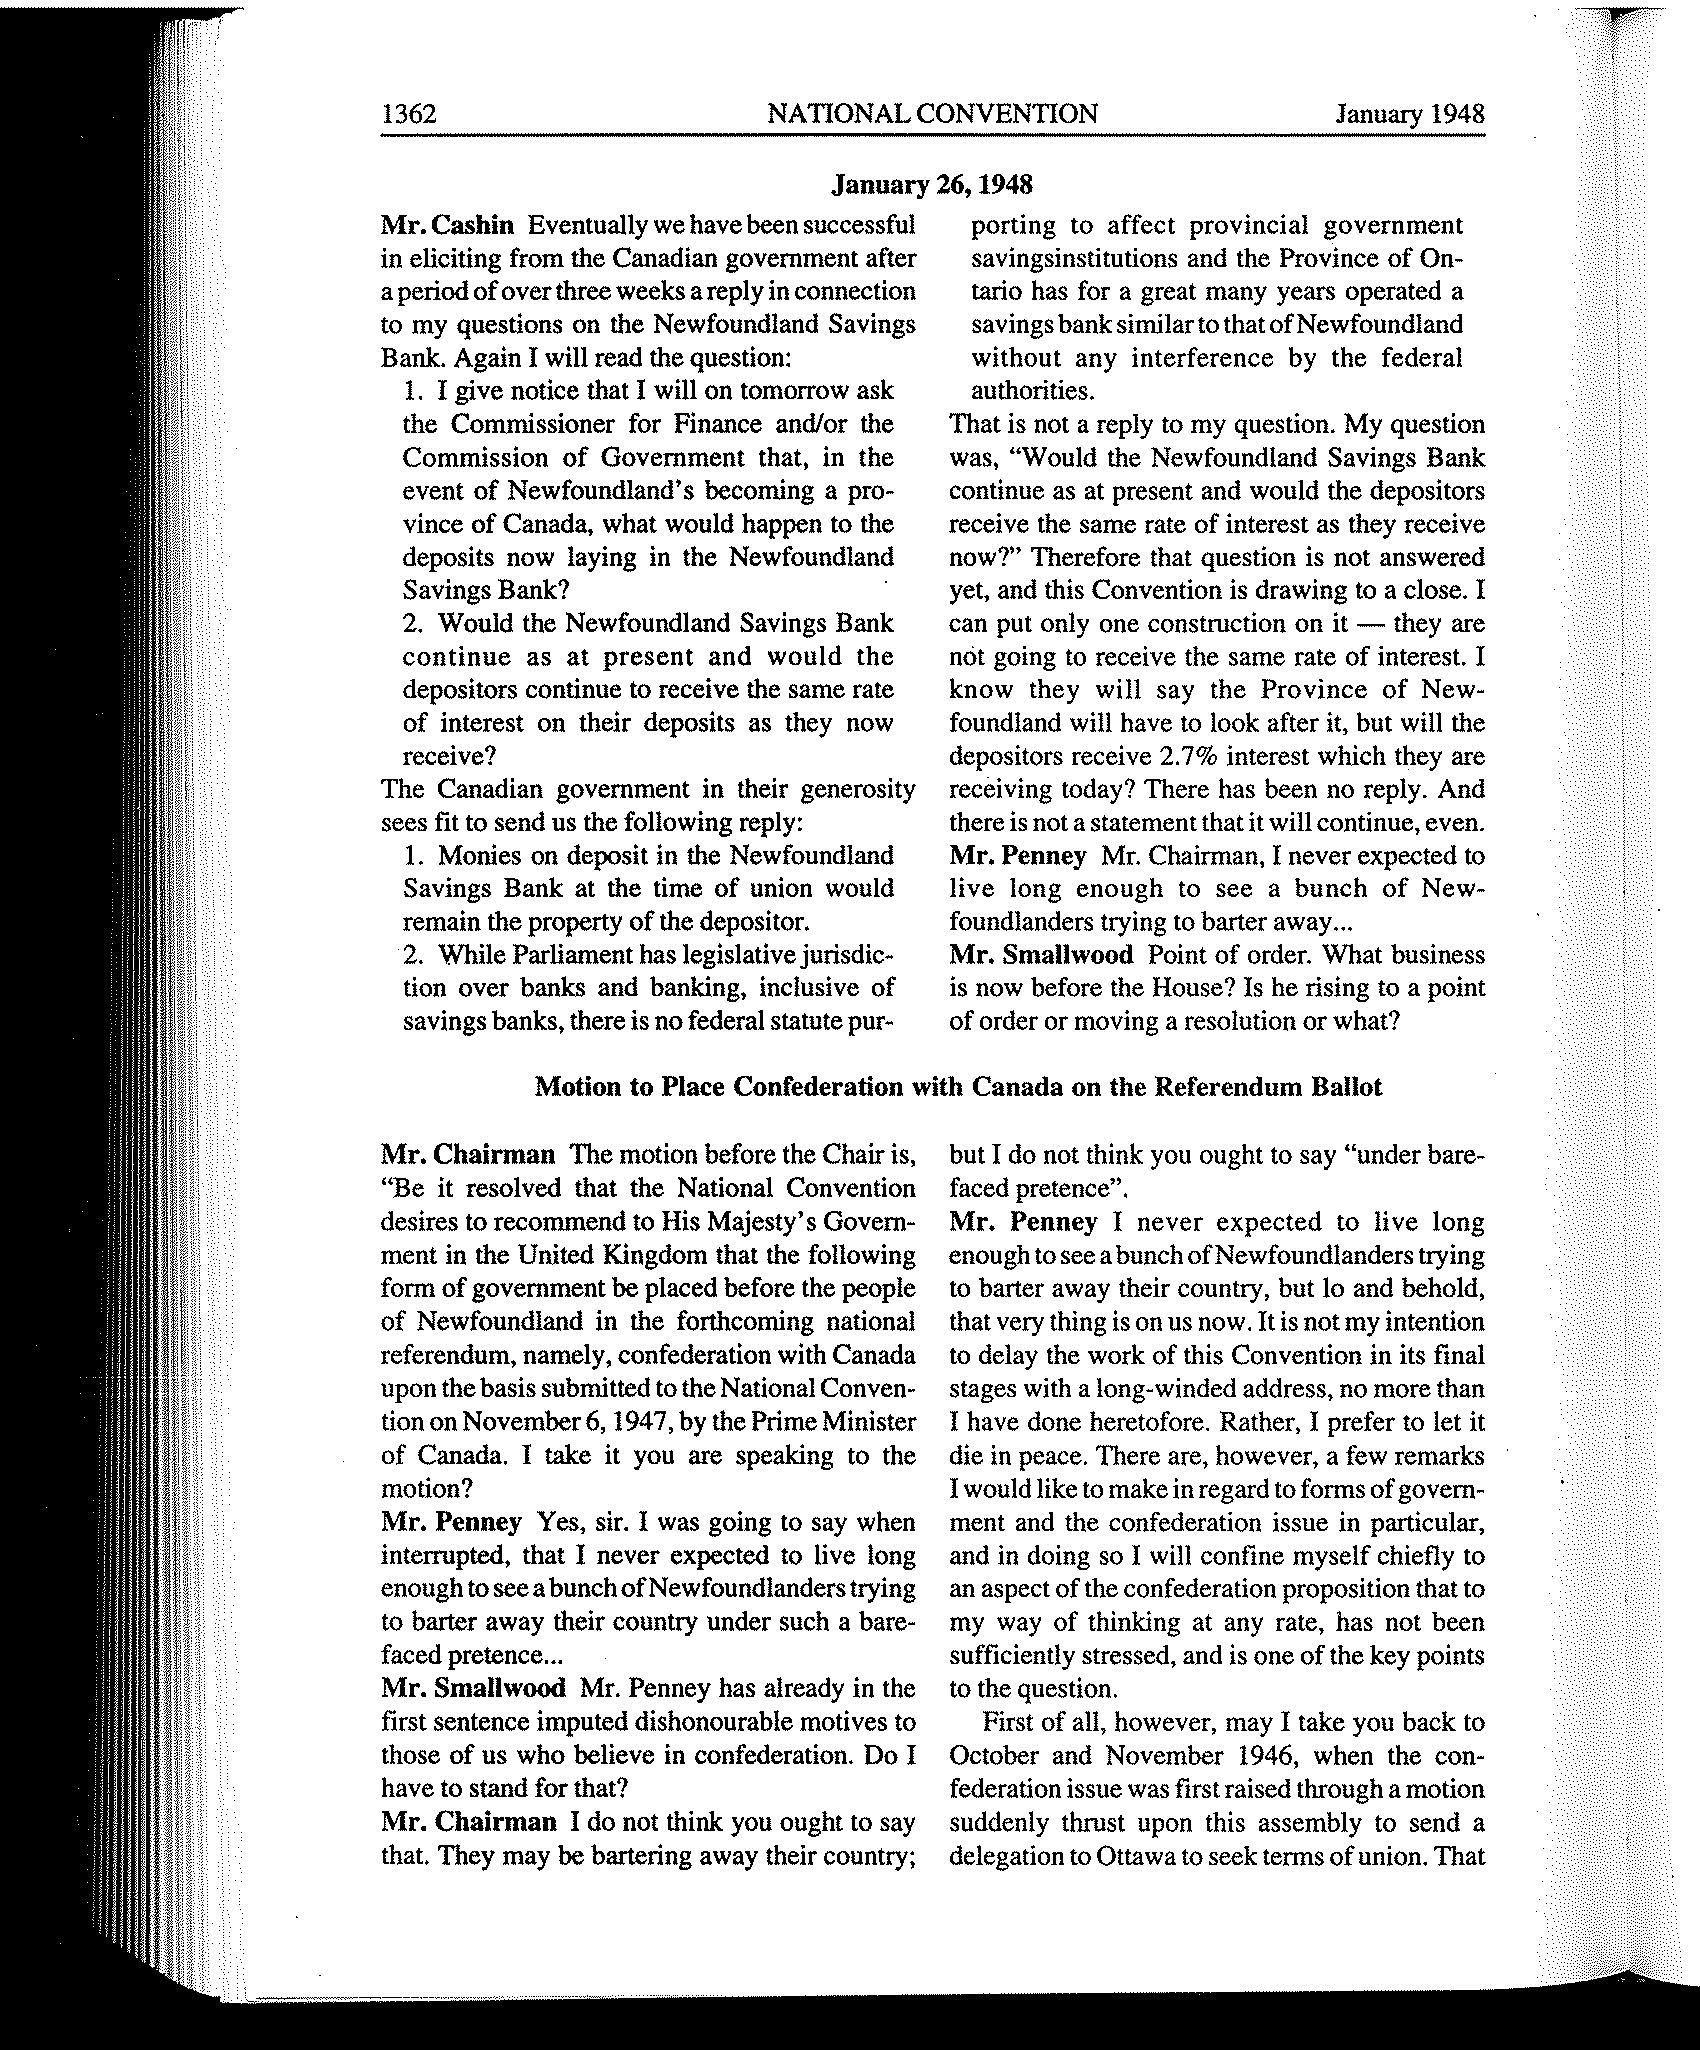 1362 NATIONAL CONVENTION January 1948
January 26, 1948
Mr. Cashin Eventually we have been successful
in eliciting from the Canadian government after
a period of over three weeks a reply in connection
to my questions on the Newfoundland Savings
Bank. Again I will read the question:
1. I give notice that I will on tomorrow ask
the Commissioner for Finance and/or the
Commission of Government that, in the
event of Newfoundland's becoming a pro-
vince of Canada, what would happen to the
deposits now laying in the Newfoundland
Savings Bank?
2. Would the Newfoundland Savings Bank
continue as at present and would the
depositors continue to receive the same rate
of interest on their deposits as they now
receive?
The Canadian government in their generosity
sees fit to send us the following reply:
1. Monies on deposit in the Newfoundland
Savings Bank at the time of union would
remain the property of the depositor.
2. While Parliament has legislative jurisdic-
tion over banks and banking, inclusive of
savings banks, there is no federal statute pur-
porting to affect provincial government
savingsinstitutions and the Province of On-
tario has for a great many years operated a
savings bank similar to that of Newfoundland
without any interference by the federal
authorities.
That is not a reply to my question. My question
was, “Would the Newfoundland Savings Bank
continue as at present and would the depositors
receive the same rate of interest as they receive
now?” Therefore that question is not answered
yet, and this Convention is drawing to a close. I
can put only one construction on it — they are
not going to receive the same rate of interest. I
know they will say the Province of New-
foundland will have to look after it, but will the
depositors receive 2.7% interest which they are
receiving today? There has been no reply. And
there is not a statement that it will continue, even.
Mr. Penney Mr. Chairman, I never expected to
live long enough to see a bunch of New-
foundlanders trying to barter away...
Mr. Smallwood Point of order. What business
is now before the House? Is he rising to a point
of order or moving a resolution or what?
Motion to Place Confederation with Canada on the Referendum Ballot
Mr. Chairman The motion before the Chair is,
“Be it resolved that the National Convention
desires to recommend to His Majesty's Govern-
ment in the United Kingdom that the following
form of government be placed before the people
of Newfoundland in the forthcoming national
referendum, namely, confederation with Canada
upon the basis submitted to the National Conven-
tion on November 6, 1947, by the Prime Minister
of Canada. I take it you are speaking to the
motion?
Mr. Penney Yes, sir. I was going to say when
interrupted, that I never expected to live long
enough to see a bunch of Newfoundlanders trying
to barter away their country under such a bare-
faced pretence...
Mr. Smallwood Mr. Penney has already in the
first sentence imputed dishonourable motives to
those of us who believe in confederation. Do I
have to stand for that?
Mr. Chairman I do not think you ought to say
that. They may be bartering away their country;
but I do not think you ought to say “under bare-
faced pretence”.
Mr. Penney I never expected to live long
enough to see a bunch of Newfoundlanders trying
to barter away their country, but lo and behold,
that very thing is on us now. It is not my intention
to delay the work of this Convention in its final
stages with a long-winded address, no more than
I have done heretofore. Rather, I prefer to let it
die in peace. There are, however, a few remarks
I would like to make in regard to forms of govern-
ment and the confederation issue in particular,
and in doing so I will confine myself chiefly to
an aspect of the confederation proposition that to
my way of thinking at any rate, has not been
sufficiently stressed, and is one of the key points
to the question.
First of all, however, may I take you back to
October and November 1946, when the con-
federation issue was first raised through a motion
suddenly thrust upon this assembly to send a
delegation to Ottawa to seek terms of union. That